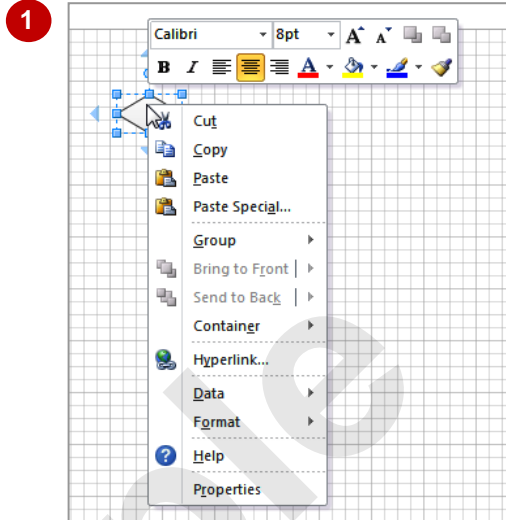 1
Calibri 8pt A A
B I A
Cut
Copy
Paste
Paste Special...
Group
Bring to Front
Send to Back
Container
Hyperlink...
Data
Format
Help
Properties